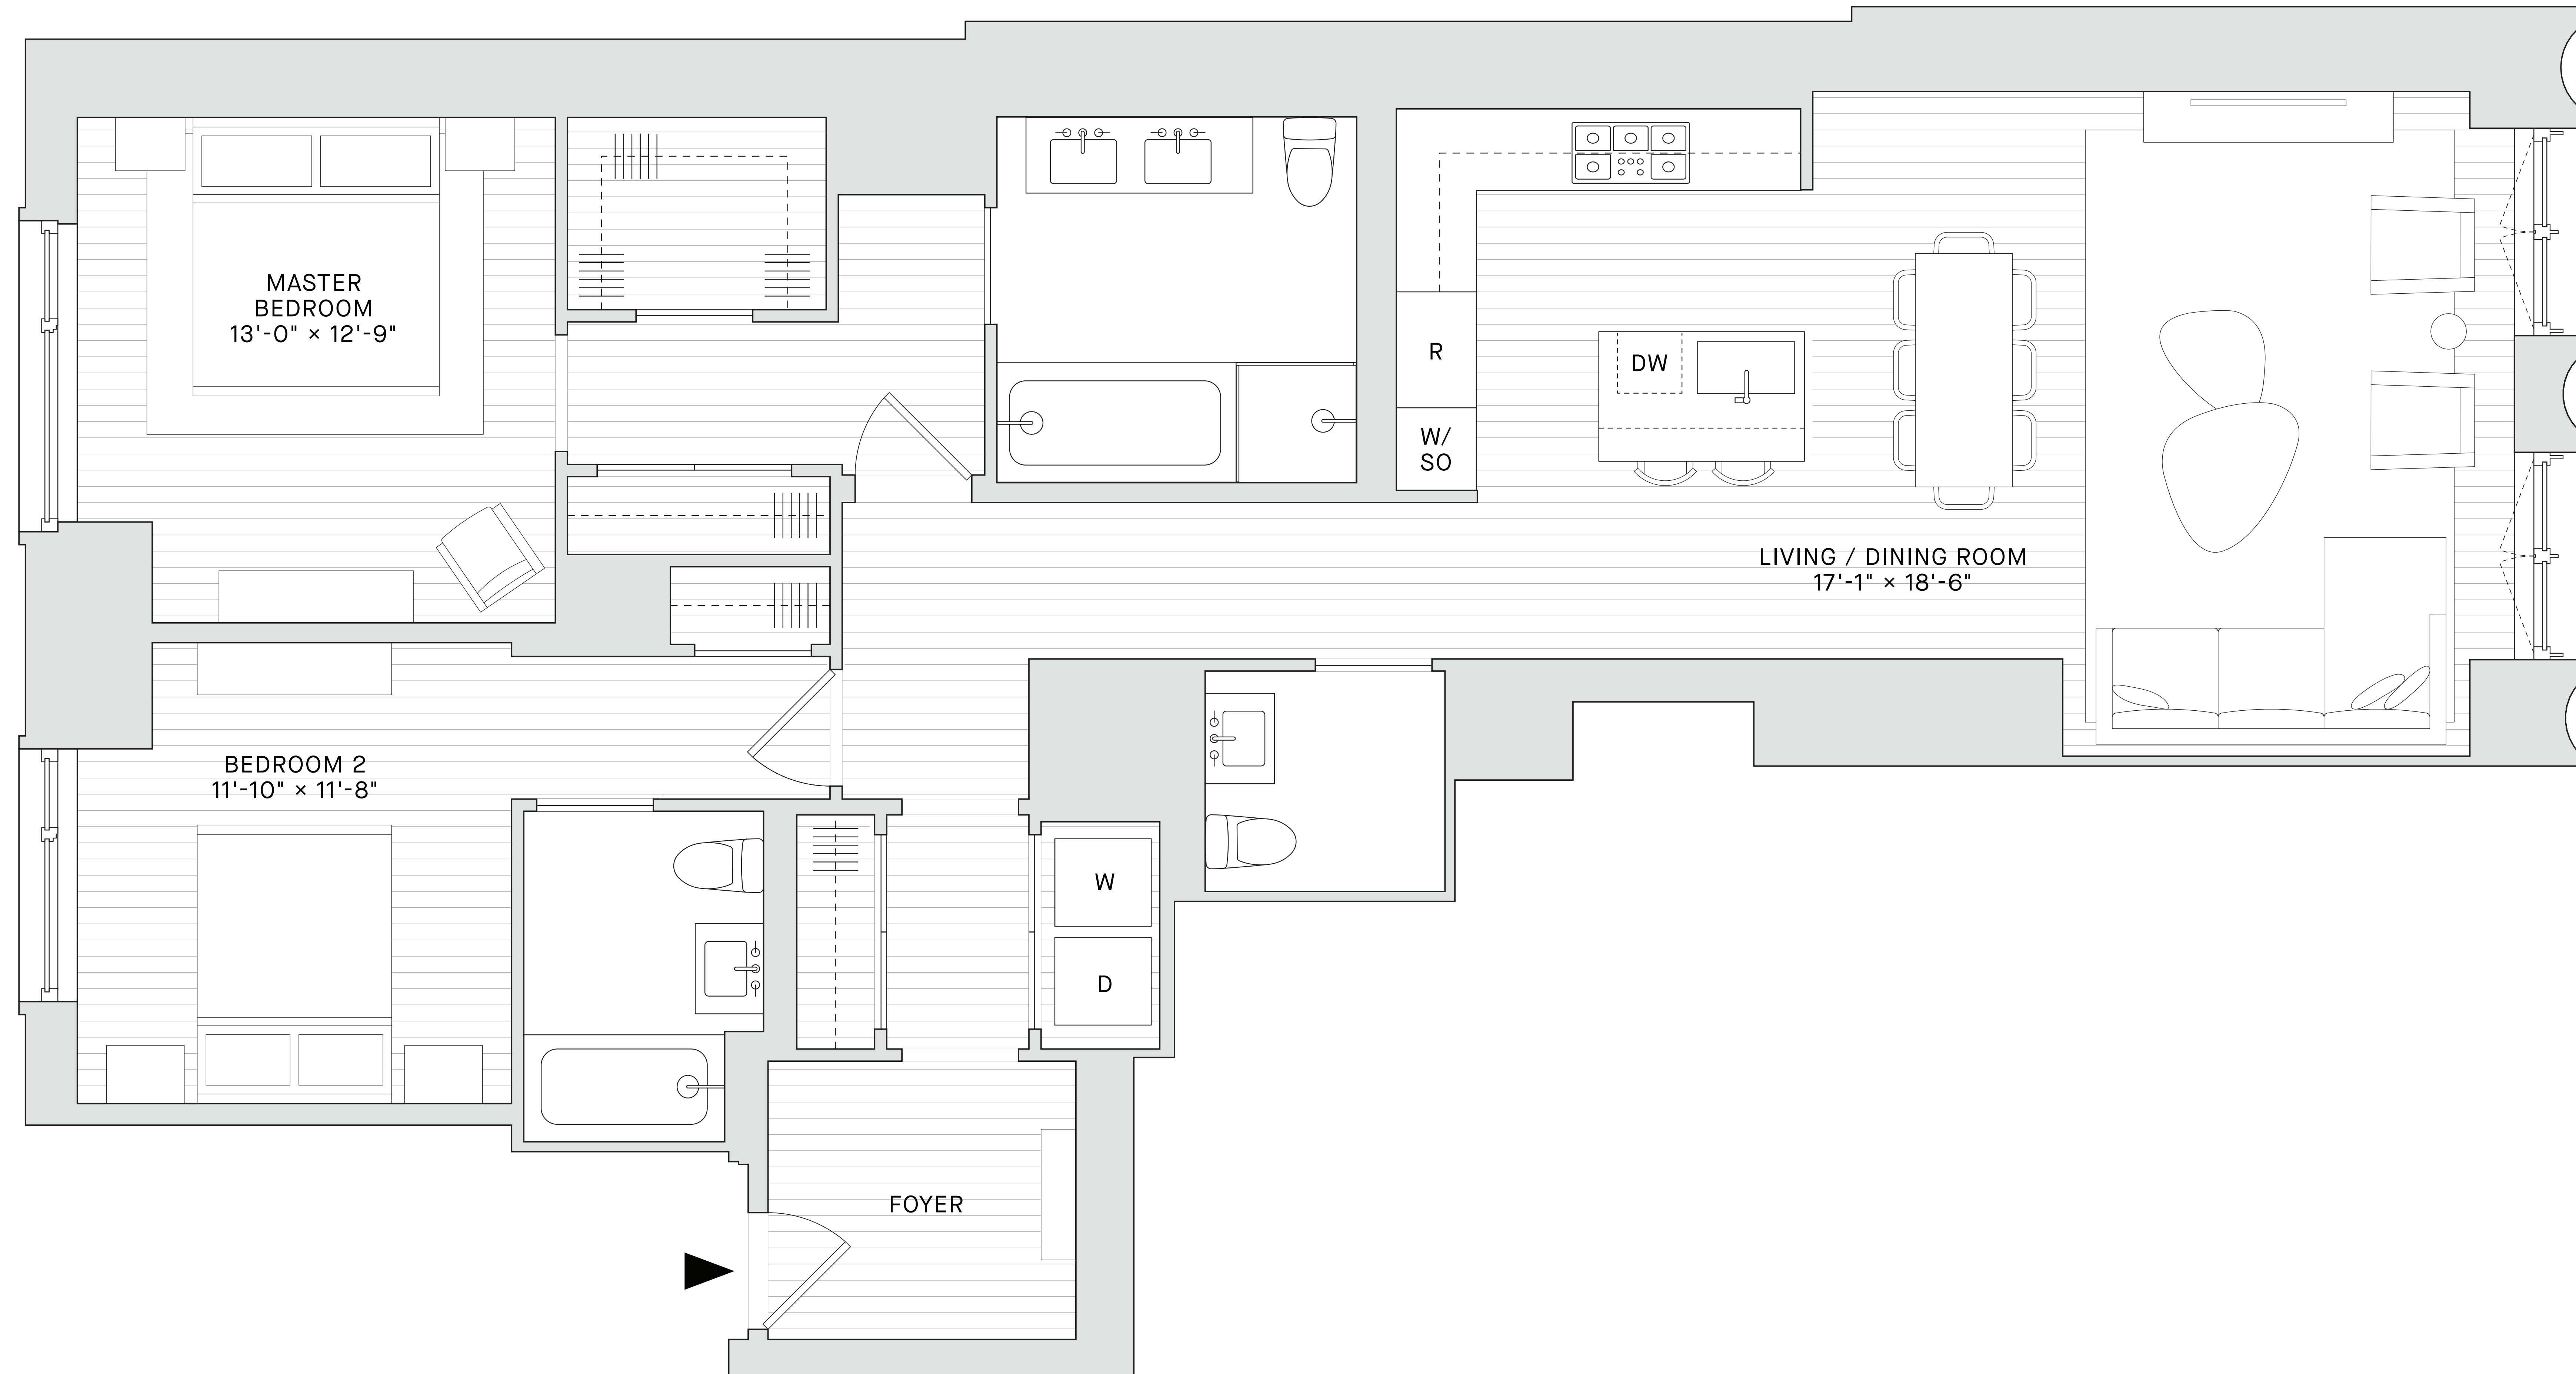 MASTER
BEDROOM
13'-0" × 12'-9"
R
W/
SO
DW
LIVING / DINING ROOM
17'-1" × 18'-6"
BEDROOM 2
11'-10" × 11'-8"
W
D
FOYER